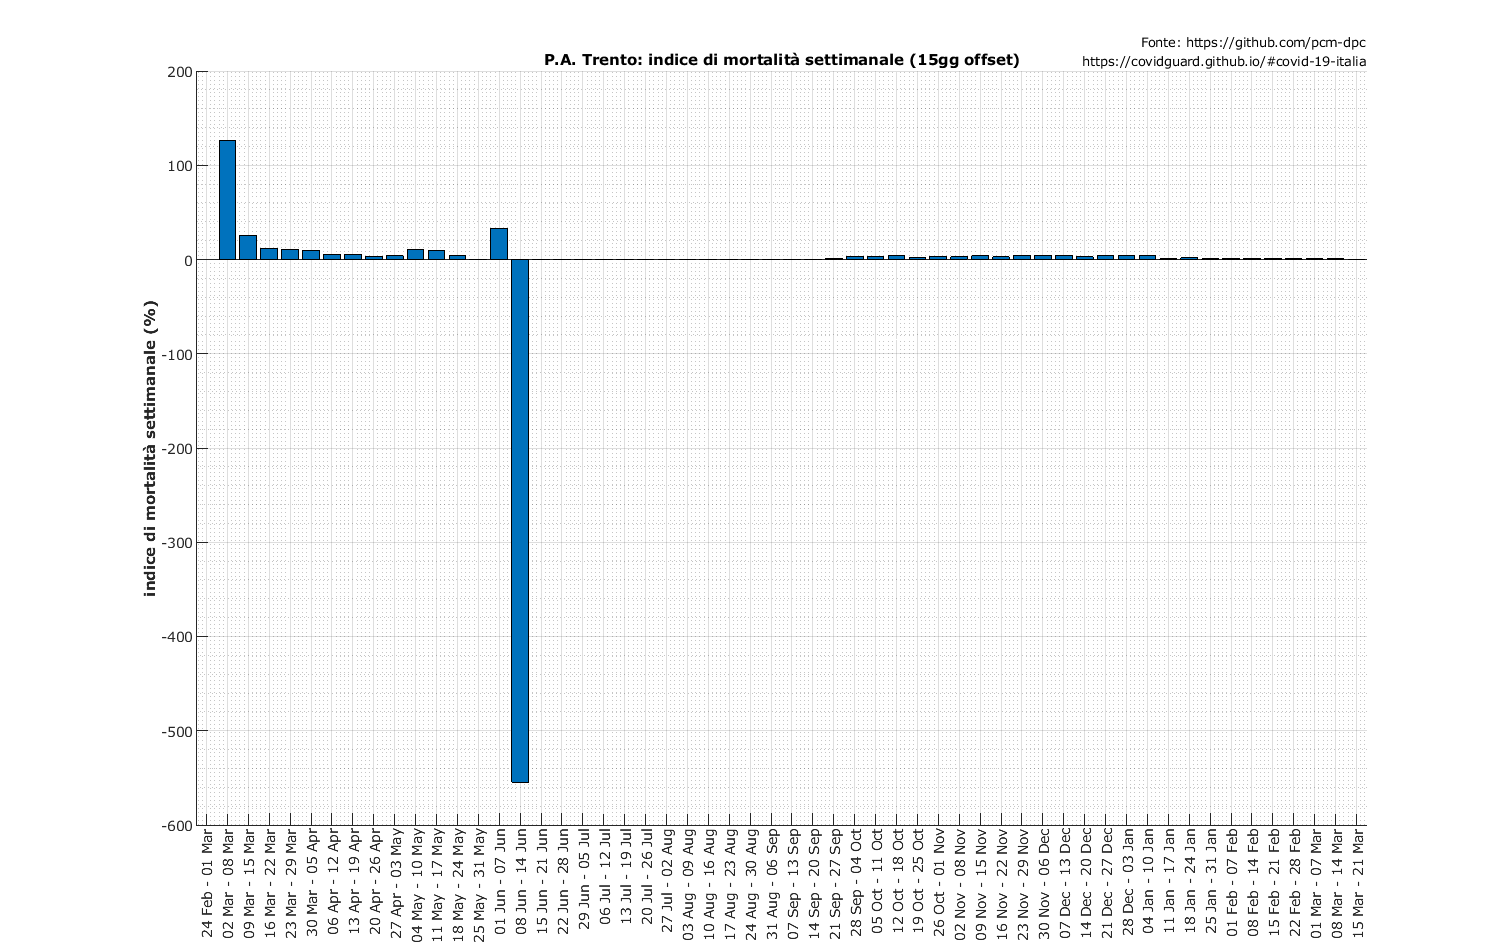 Fonte: https://github.com/pcm-dpc
https://covidguard.github.io/#covid-19-italia
P.A. Trento: indice di mortalità settimanale (15gg offset)
indice di mortalità settimanale (%)
200
100
0
-100
-200
-300
-400
-500
-600
24 Feb - 01 Mar
02 Mar - 08 Mar
09 Mar - 15 Mar
16 Mar - 22 Mar
23 Mar - 29 Mar
30 Mar - 05 Apr
06 Apr - 12 Apr
13 Apr - 19 Apr
20 Apr - 26 Apr
27 Apr - 03 May
04 May - 10 May
11 May - 17 May
18 May - 24 May
25 May - 31 May
01 Jun - 07 Jun
08 Jun - 14 Jun
15 Jun - 21 Jun
22 Jun - 28 Jun
29 Jun - 05 Jul
06 Jul - 12 Jul
13 Jul - 19 Jul
20 Jul - 26 Jul
27 Jul - 02 Aug
03 Aug - 09 Aug
10 Aug - 16 Aug
17 Aug - 23 Aug
24 Aug - 30 Aug
31 Aug - 06 Sep
07 Sep - 13 Sep
14 Sep - 20 Sep
21 Sep - 27 Sep
28 Sep - 04 Oct
05 Oct - 11 Oct
12 Oct - 18 Oct
19 Oct - 25 Oct
26 Oct - 01 Nov
02 Nov - 08 Nov
09 Nov - 15 Nov
16 Nov - 22 Nov
23 Nov - 29 Nov
30 Nov - 06 Dec
07 Dec - 13 Dec
14 Dec - 20 Dec
21 Dec - 27 Dec
28 Dec - 03 Jan
04 Jan - 10 Jan
11 Jan - 17 Jan
18 Jan - 24 Jan
25 Jan - 31 Jan
01 Feb - 07 Feb
08 Feb - 14 Feb
15 Feb - 21 Feb
22 Feb - 28 Feb
01 Mar - 07 Mar
08 Mar - 14 Mar
15 Mar - 21 Mar